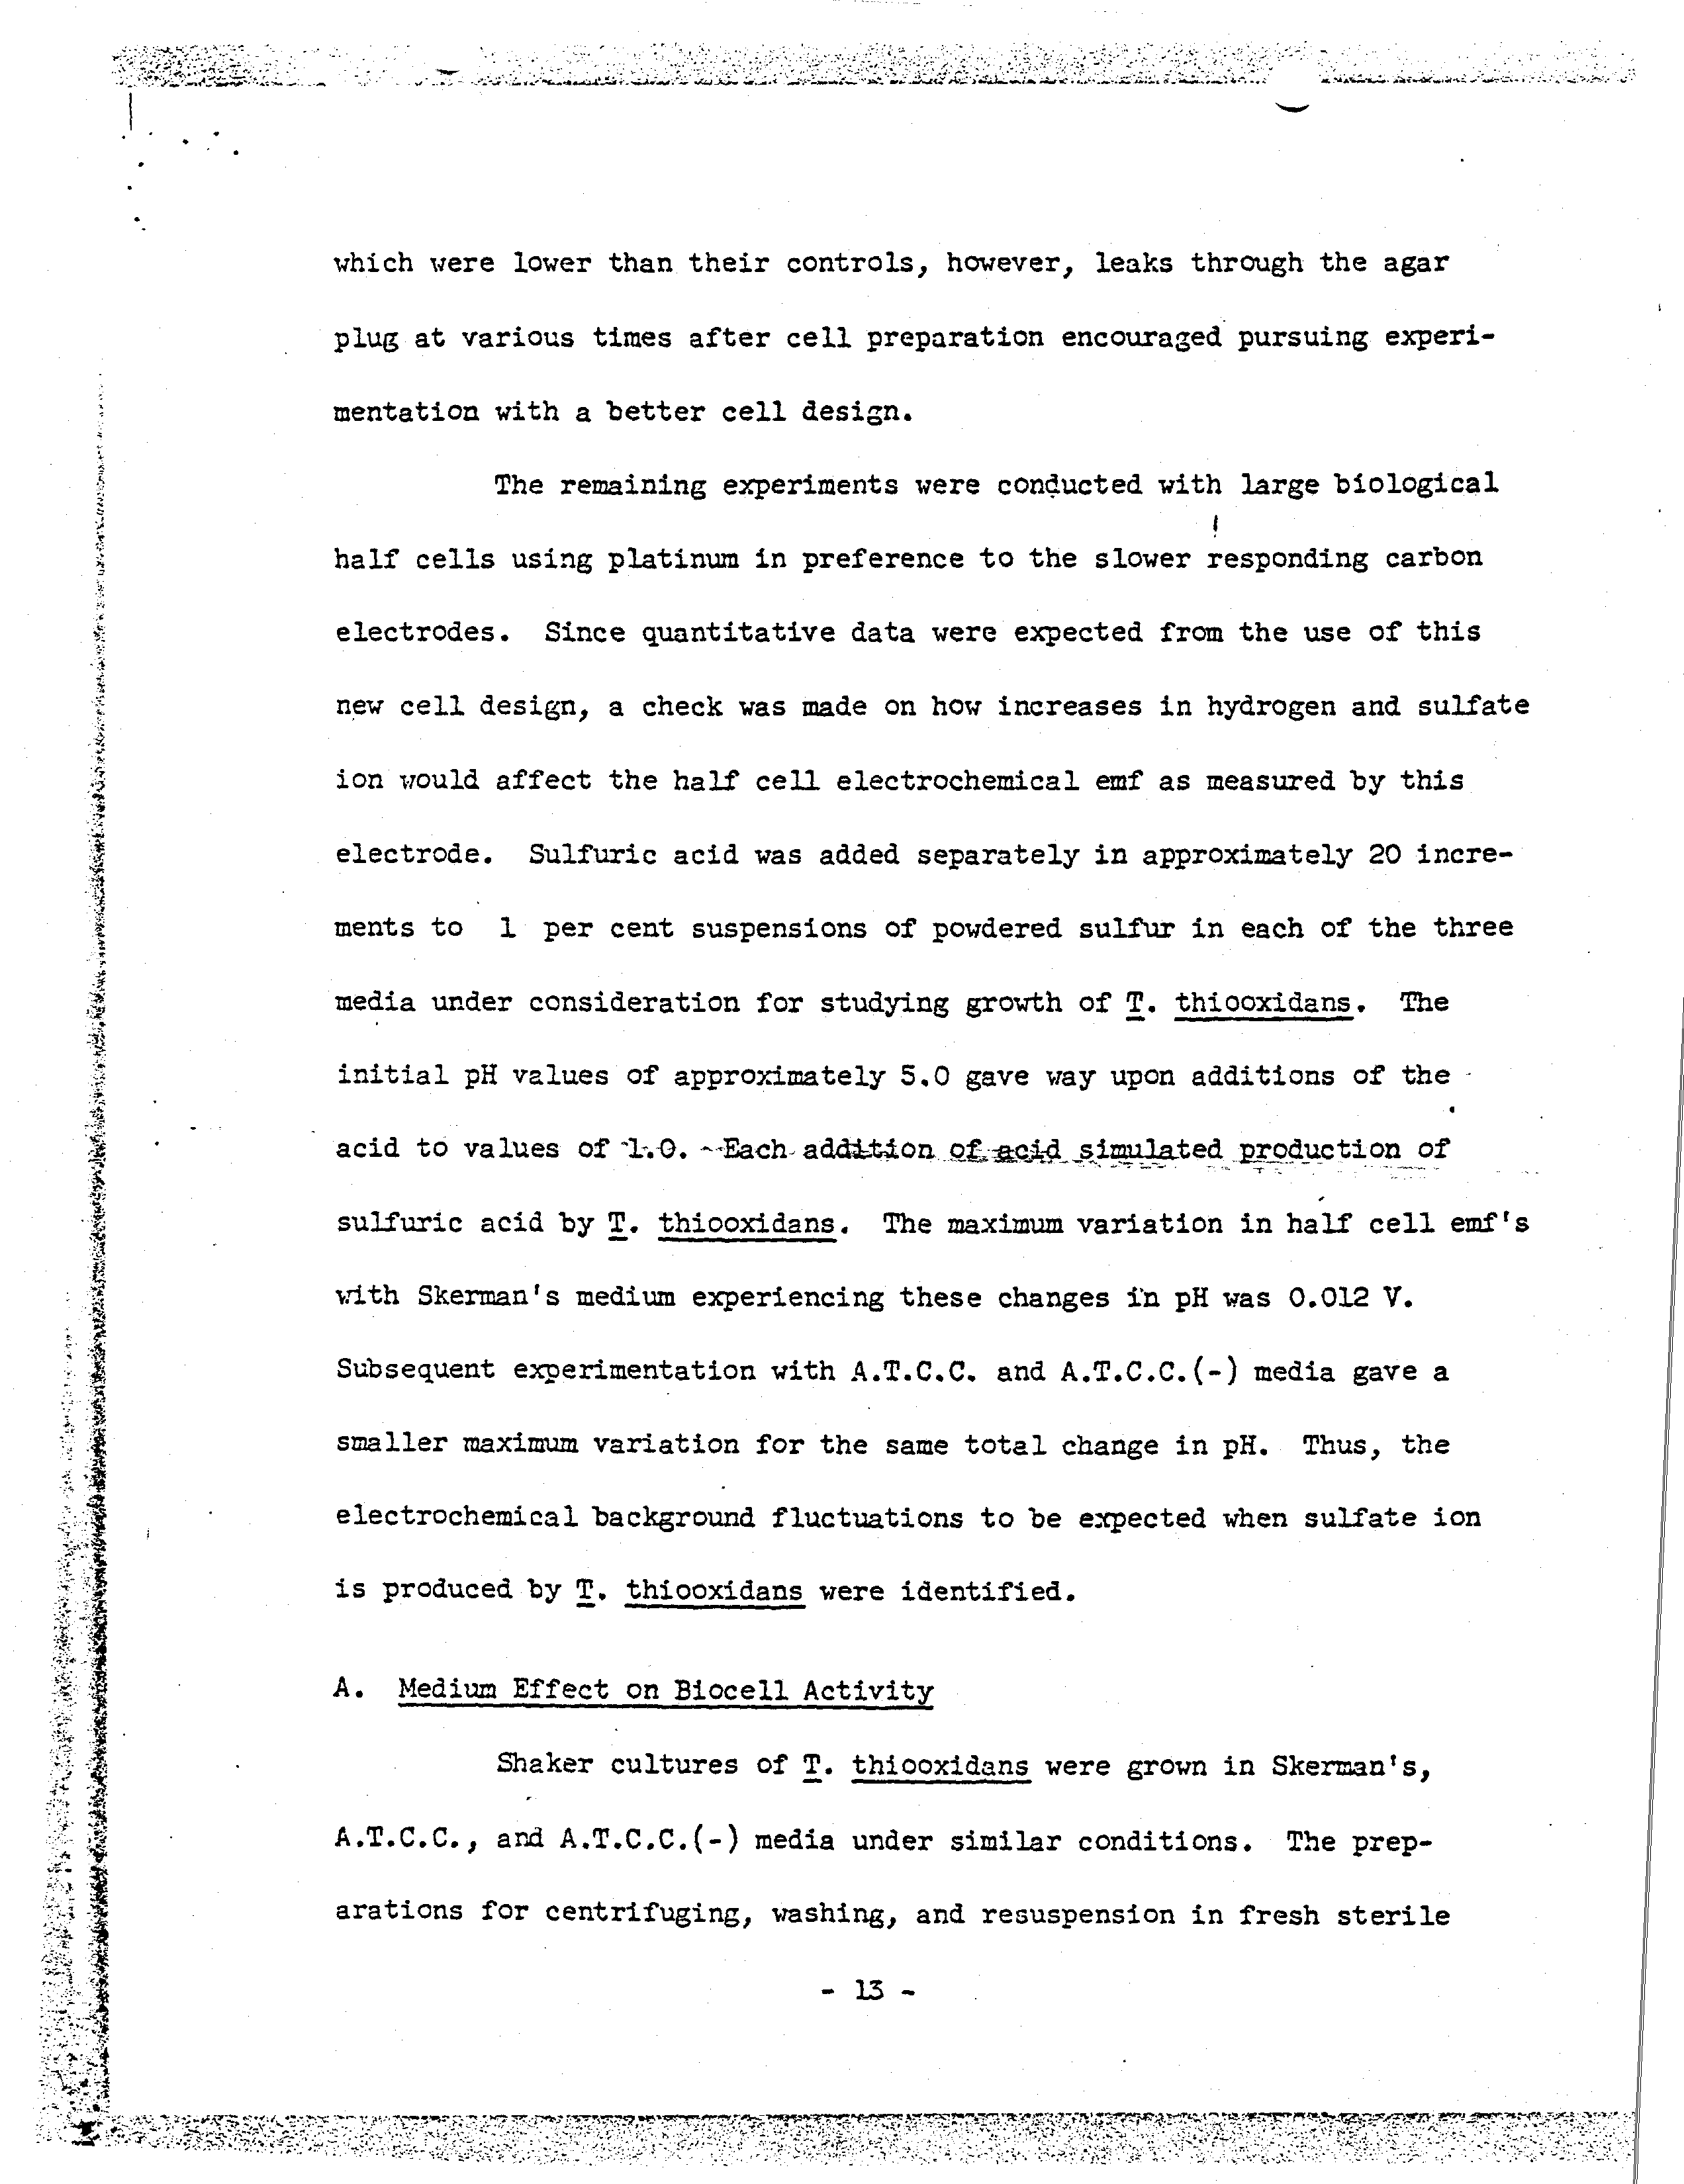 which were lower than their controls, however, leaks through the agar
plug at various times after cell preparation encouraged pursuing experi-
mentation with a better cell design.
The remaining experiments were conducted with large biological
half cells using platinum in preference to the slower responding carbon
electrodes. Since quantitative data were expected from the use of this
new cell design, a check was made on how increases in hydrogen and sulfate
ion would affect the half cell electrochemical emf as measured by this
electrode. Sulfuric acid was added separately in approximately 20 incre-
ments to 1 per cent suspensions of powdered sulfur in each of the three
media under consideration for studying growth of T. thiooxidans. The
initial pH values of approximately 5.0 gave way upon additions of the
acid to values of 1.0. Each addition of acid simulated production of
sulfuric acid by T. thiooxidans. The maximum variation in half cell emf's
with Skerman's medium experiencing these changes in pH was 0.012 V.
Subsequent experimentation with A.T.C.C. and A.T.C.C.(-) media gave a
smaller maximum variation for the same total change in pH. Thus, the
electrochemical background fluctuations to be expected when sulfate ion
is produced by T. thiooxidans were identified.
A. Medium Effect on Biocell Activity
Shaker cultures of T. thiooxidans were grown in Skerman's,
A.T.C.C., and A.T.C.C.(-) media under similar conditions. The prep-
arations for centrifuging, washing, and resuspension in fresh sterile
- 13 -